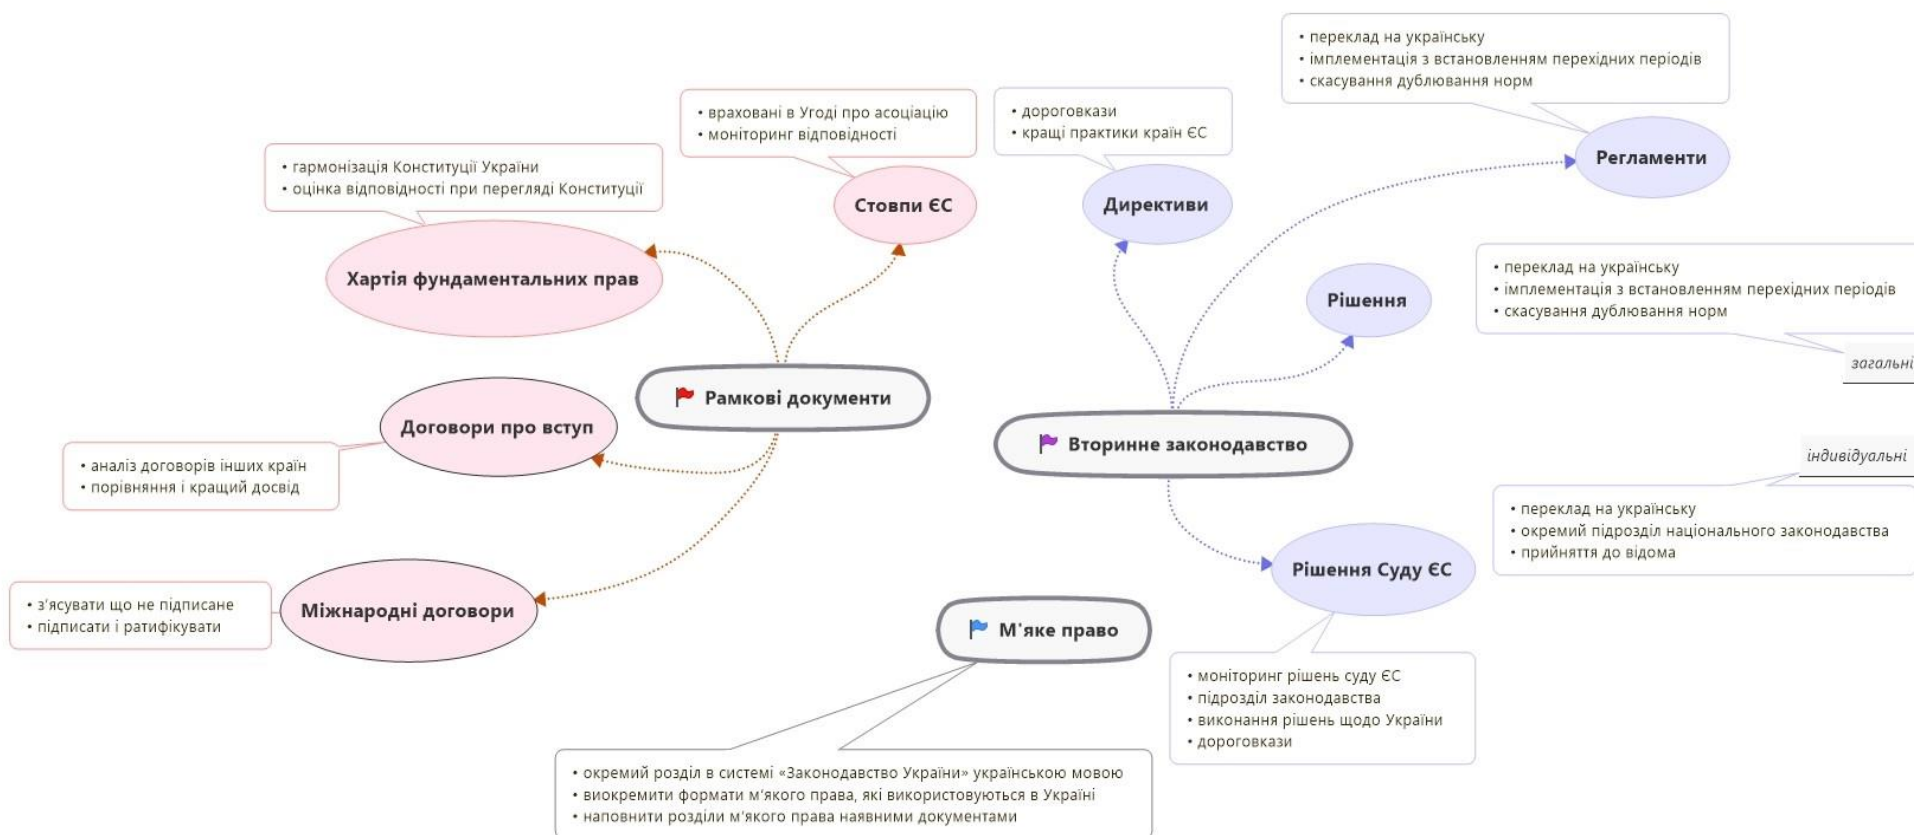 • гармонізація Конституції України
• оцінка відповідності при перегляді Конституції
Хартія фундаментальних прав
• враховані в Угоді про асоціацію
• моніторинг відповідності
Стовпи ЄС
Рамкові документи
Договори про вступ
• аналіз договорів інших країн
• порівняння і кращий досвід
• з'ясувати що не підписане
• підписати і ратифікувати
Міжнародні договори
• дороговкази
• кращі практики країн ЄС
Директиви
• переклад на українську
• імплементація з встановленням перехідних періодів
• скасування дублювання норм
Регламенти
Рішення
• переклад на українську
• імплементація з встановленням перехідних періодів
• скасування дублювання норм
загальні
Вторинне законодавство
індивідуальні
• переклад на українську
• окремий підрозділ національного законодавства
• прийняття до відома
Рішення Суду ЄС
• моніторинг рішень суду ЄС
• підрозділ законодавства
• виконання рішень щодо України
• дороговкази
М'яке право
• окремий розділ в системі «Законодавство України» українською мовою
• виокремити формати м'якого права, які використовуються в Україні
• наповнити розділи м'якого права наявними документами